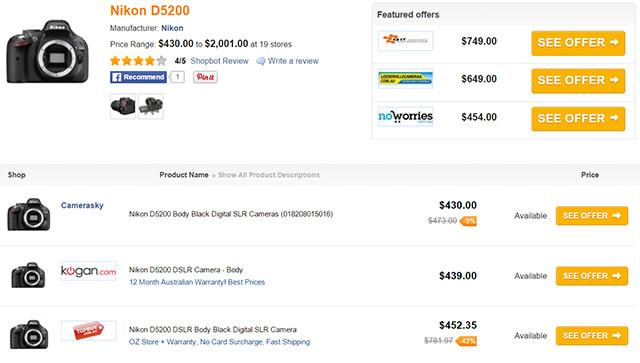 Nikon D5200
Manufacturer: Nikon
Price Range: $430.00 to $2,001.00 at 19 stores
4/5 Shopbot Review Write a review
Recommend 1 Pin it
Featured offers
$749.00 SEE OFFER
LEEDERVILLECAMERAS.COM.AU $649.00 SEE OFFER
noworries $454.00 SEE OFFER
Shop Product Name » Show All Product Descriptions Price
Camerasky
Nikon D5200 Body Black Digital SLR Cameras (018208015016)
$430.00
$473.00 -9%
Available SEE OFFER
kogan.com
Nikon D5200 DSLR Camera - Body
12 Month Australian Warranty! Best Prices
$439.00
Available SEE OFFER
TOPBUY
Nikon D5200 DSLR Body Black Digital SLR Camera
OZ Store + Warranty, No Card Surcharge, Fast Shipping
$452.35
$781.97 -42%
Available SEE OFFER